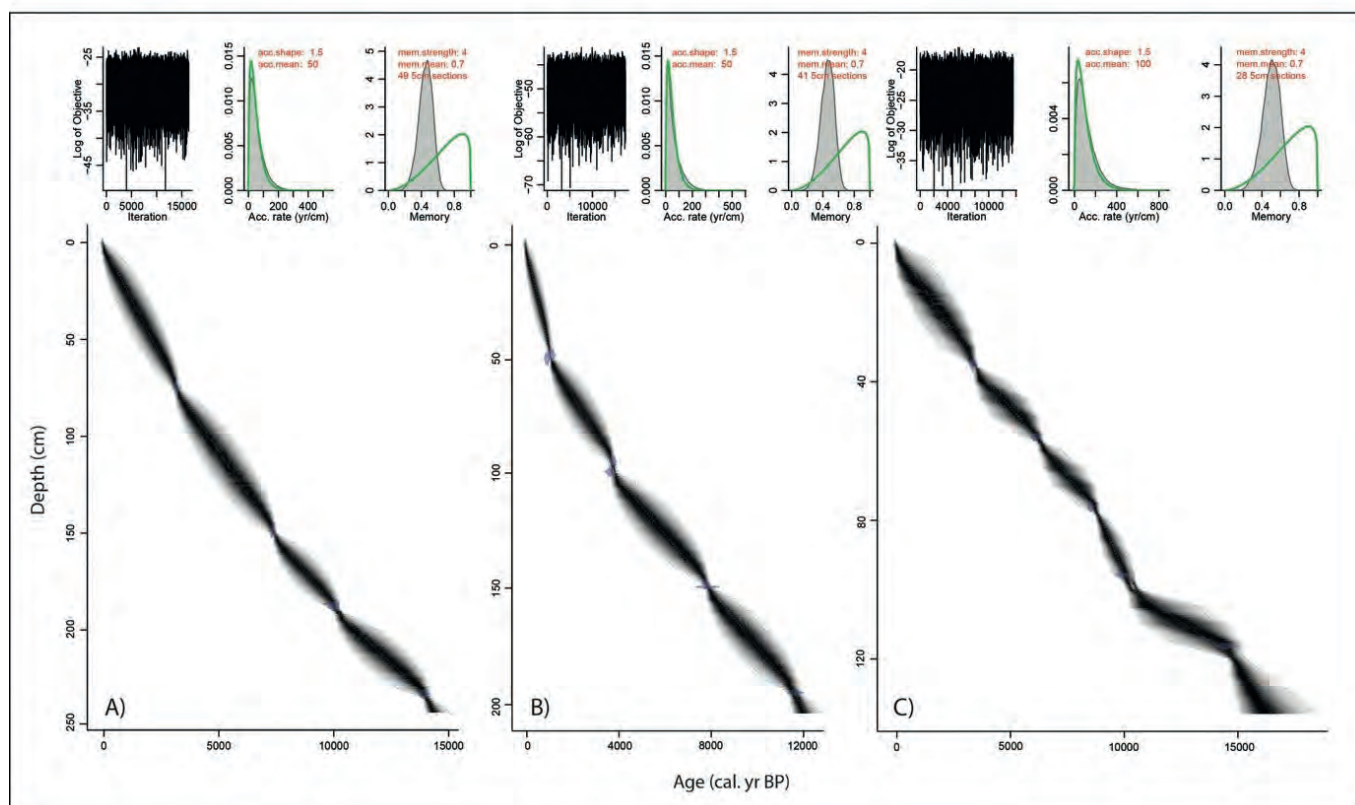 acc.shape: 1.5
acc.mean: 50
mem.strength: 4
mem.mean: 0.7
49 5cm sections
Log of Objective
-25
-35
-45
0 5000 15000
Iteration
0.000 0.005 0.010 0.015
0 200 400
Acc. rate (yr/cm)
0 1 2 3 4 5
0.0 0.4 0.8
Memory
acc.shape: 1.5
acc.mean: 50
mem.strength: 4
mem.mean: 0.7
41 5cm sections
Log of Objective
-50
-60
-70
0 10000
Iteration
0.000 0.005 0.010 0.015
0 100 300 500
Acc. rate (yr/cm)
0 1 2 3 4
0.0 0.4 0.8
Memory
acc.shape: 1.5
acc.mean: 100
mem.strength: 4
mem.mean: 0.7
28 5cm sections
Log of Objective
-20
-25
-30
-35
0 4000 10000
Iteration
0.000 0.004
0 200 400 600 800
Acc. rate (yr/cm)
0 1 2 3 4
0.0 0.4 0.8
Memory
Depth (cm)
0
50
100
150
200
250
A)
0 5000 10000 15000
0
50
100
150
200
B)
0 4000 8000 12000
0
40
80
120
C)
0 5000 10000 15000
Age (cal. yr BP)